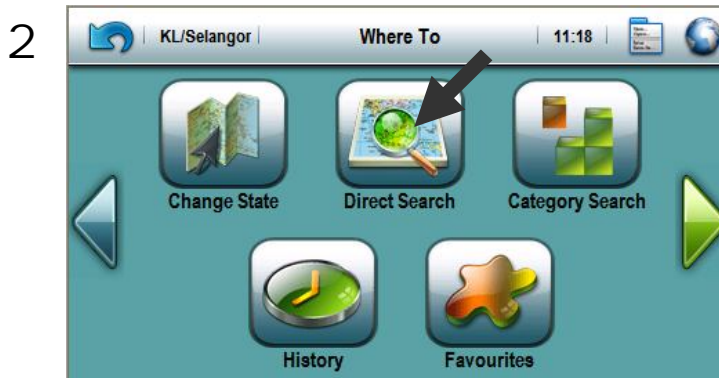 2
KL/Selangor Where To 11:18
Change State Direct Search Category Search
History Favourites